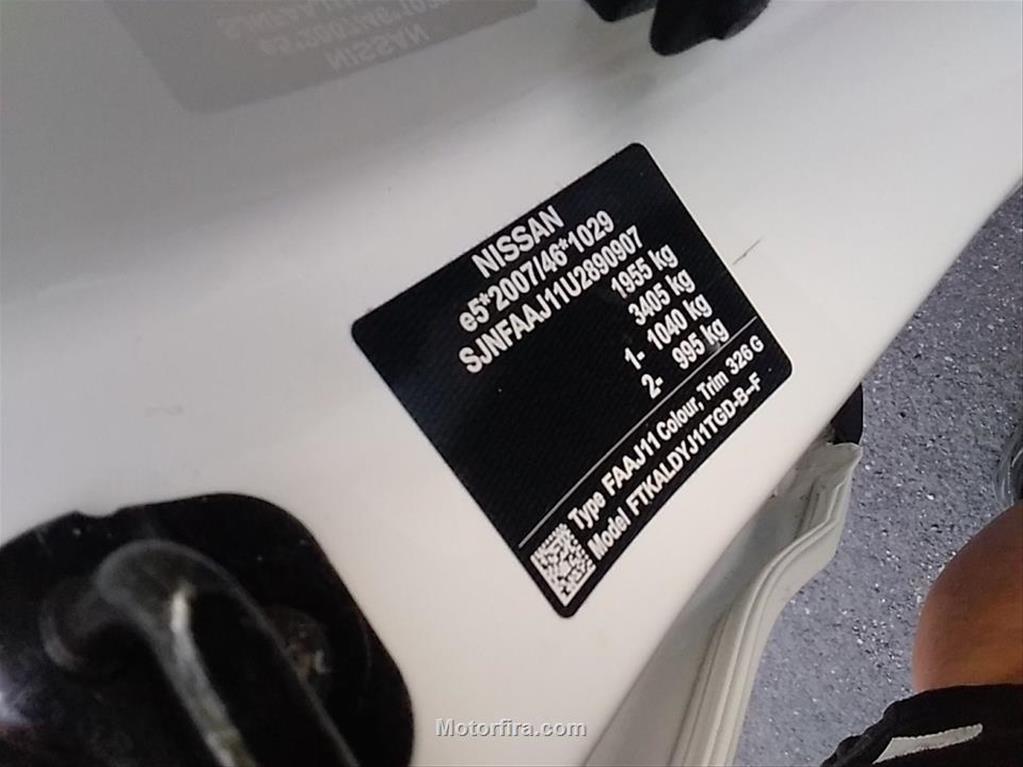 NISSAN
e5*2007/46*1029
SJNFAAJ11U2890907
1955 kg
3405 kg
1- 1040 kg
2- 995 kg
Type FAAJ11 Colour, Trim 326 G
Model FTKALDYJ11TGD-B--F
Motorfira.com